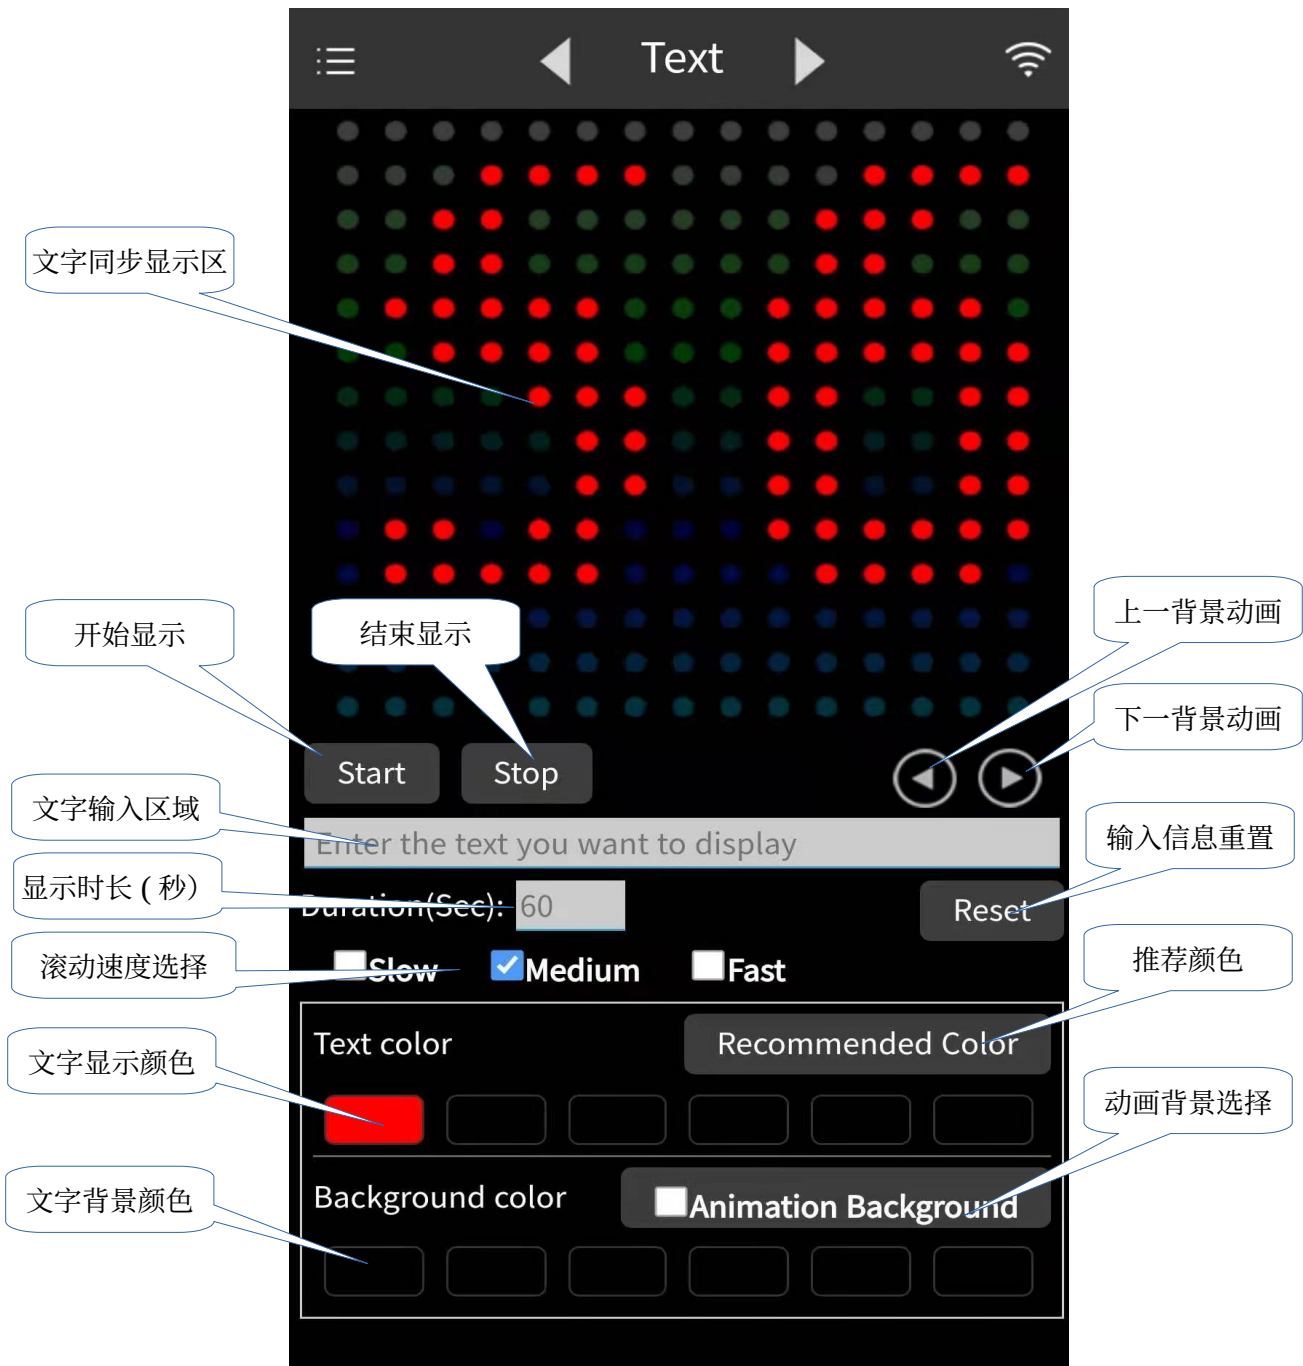 Text
文字同步显示区
开始显示
结束显示
上一背景动画
下一背景动画
Start
Stop
文字输入区域
Enter the text you want to display
输入信息重置
显示时长 ( 秒）
Duration(Sec):
60
Reset
滚动速度选择
Slow
Medium
Fast
推荐颜色
Text color
Recommended Color
文字显示颜色
动画背景选择
文字背景颜色
Background color
Animation Background